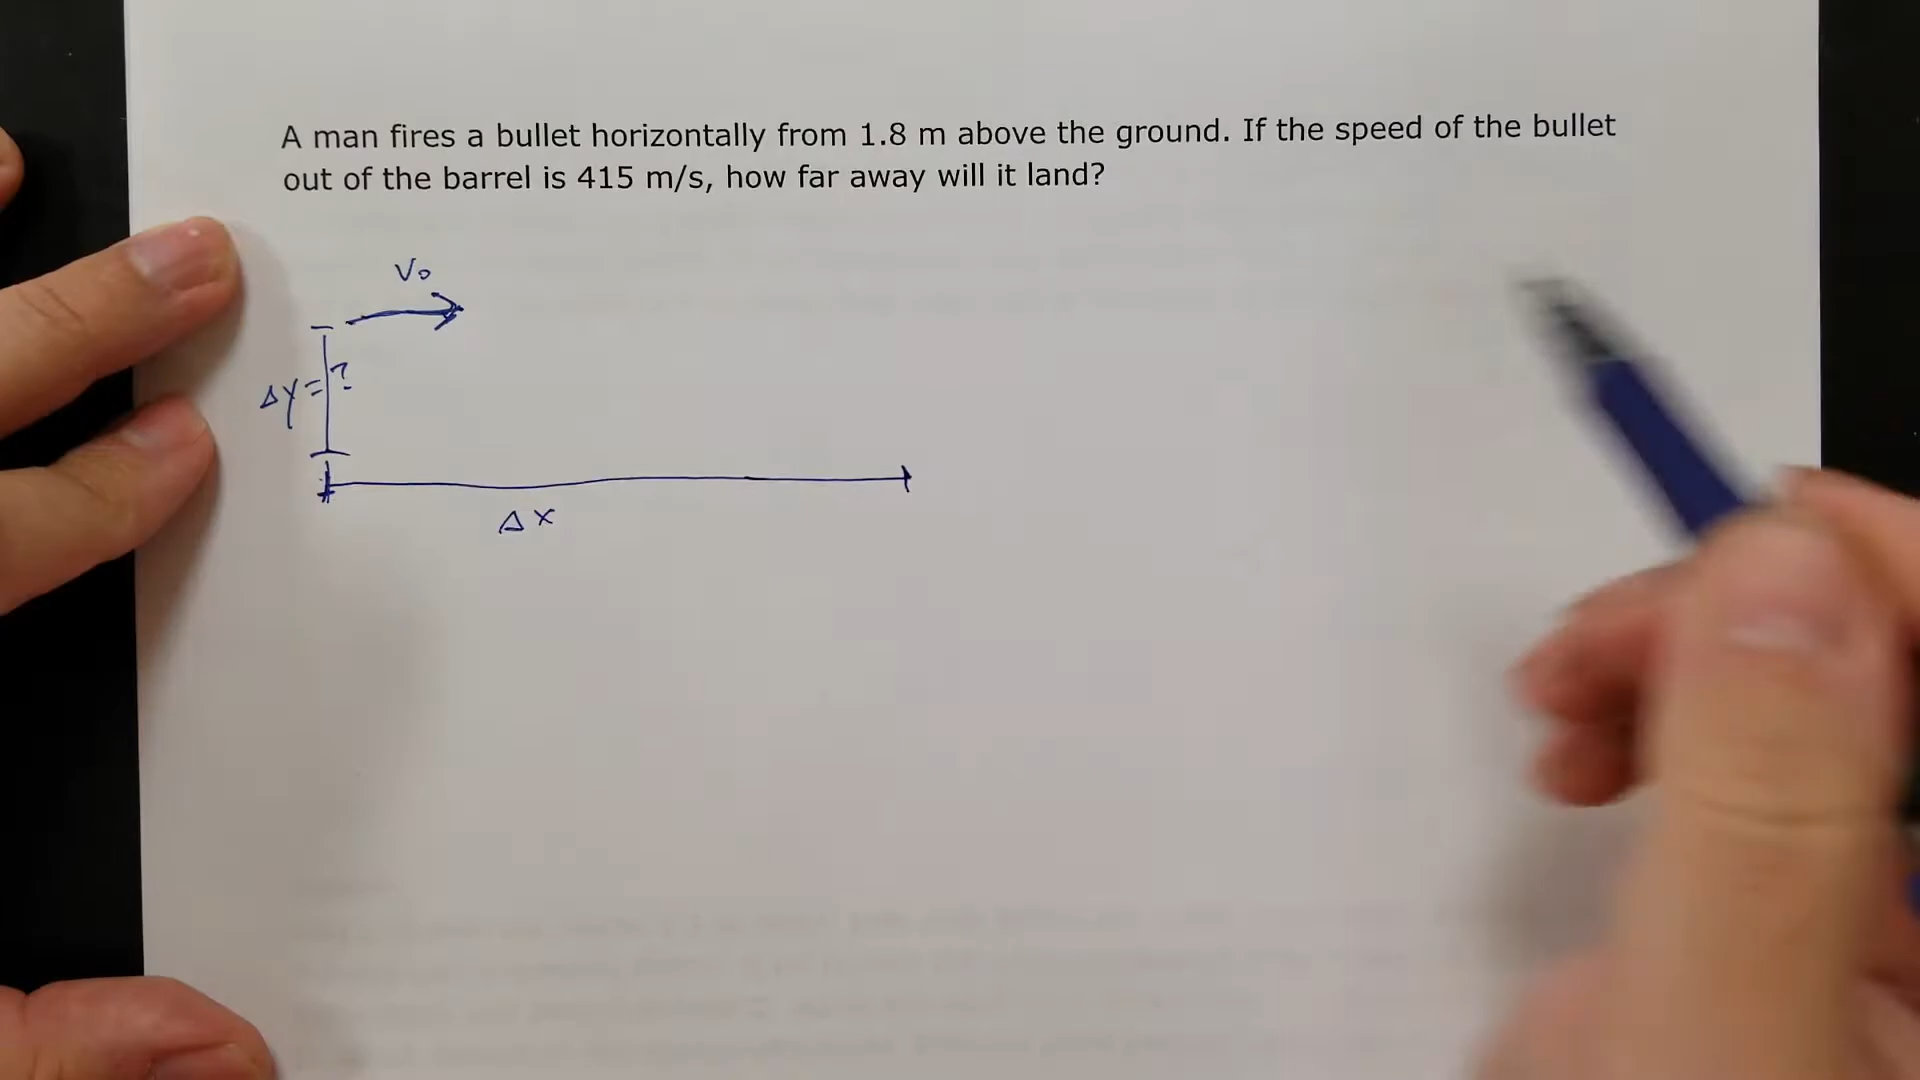 A man fires a bullet horizontally from 1.8 m above the ground. If the speed of the bullet
out of the barrel is 415 m/s, how far away will it land?
V₀
ΔY=?
ΔX